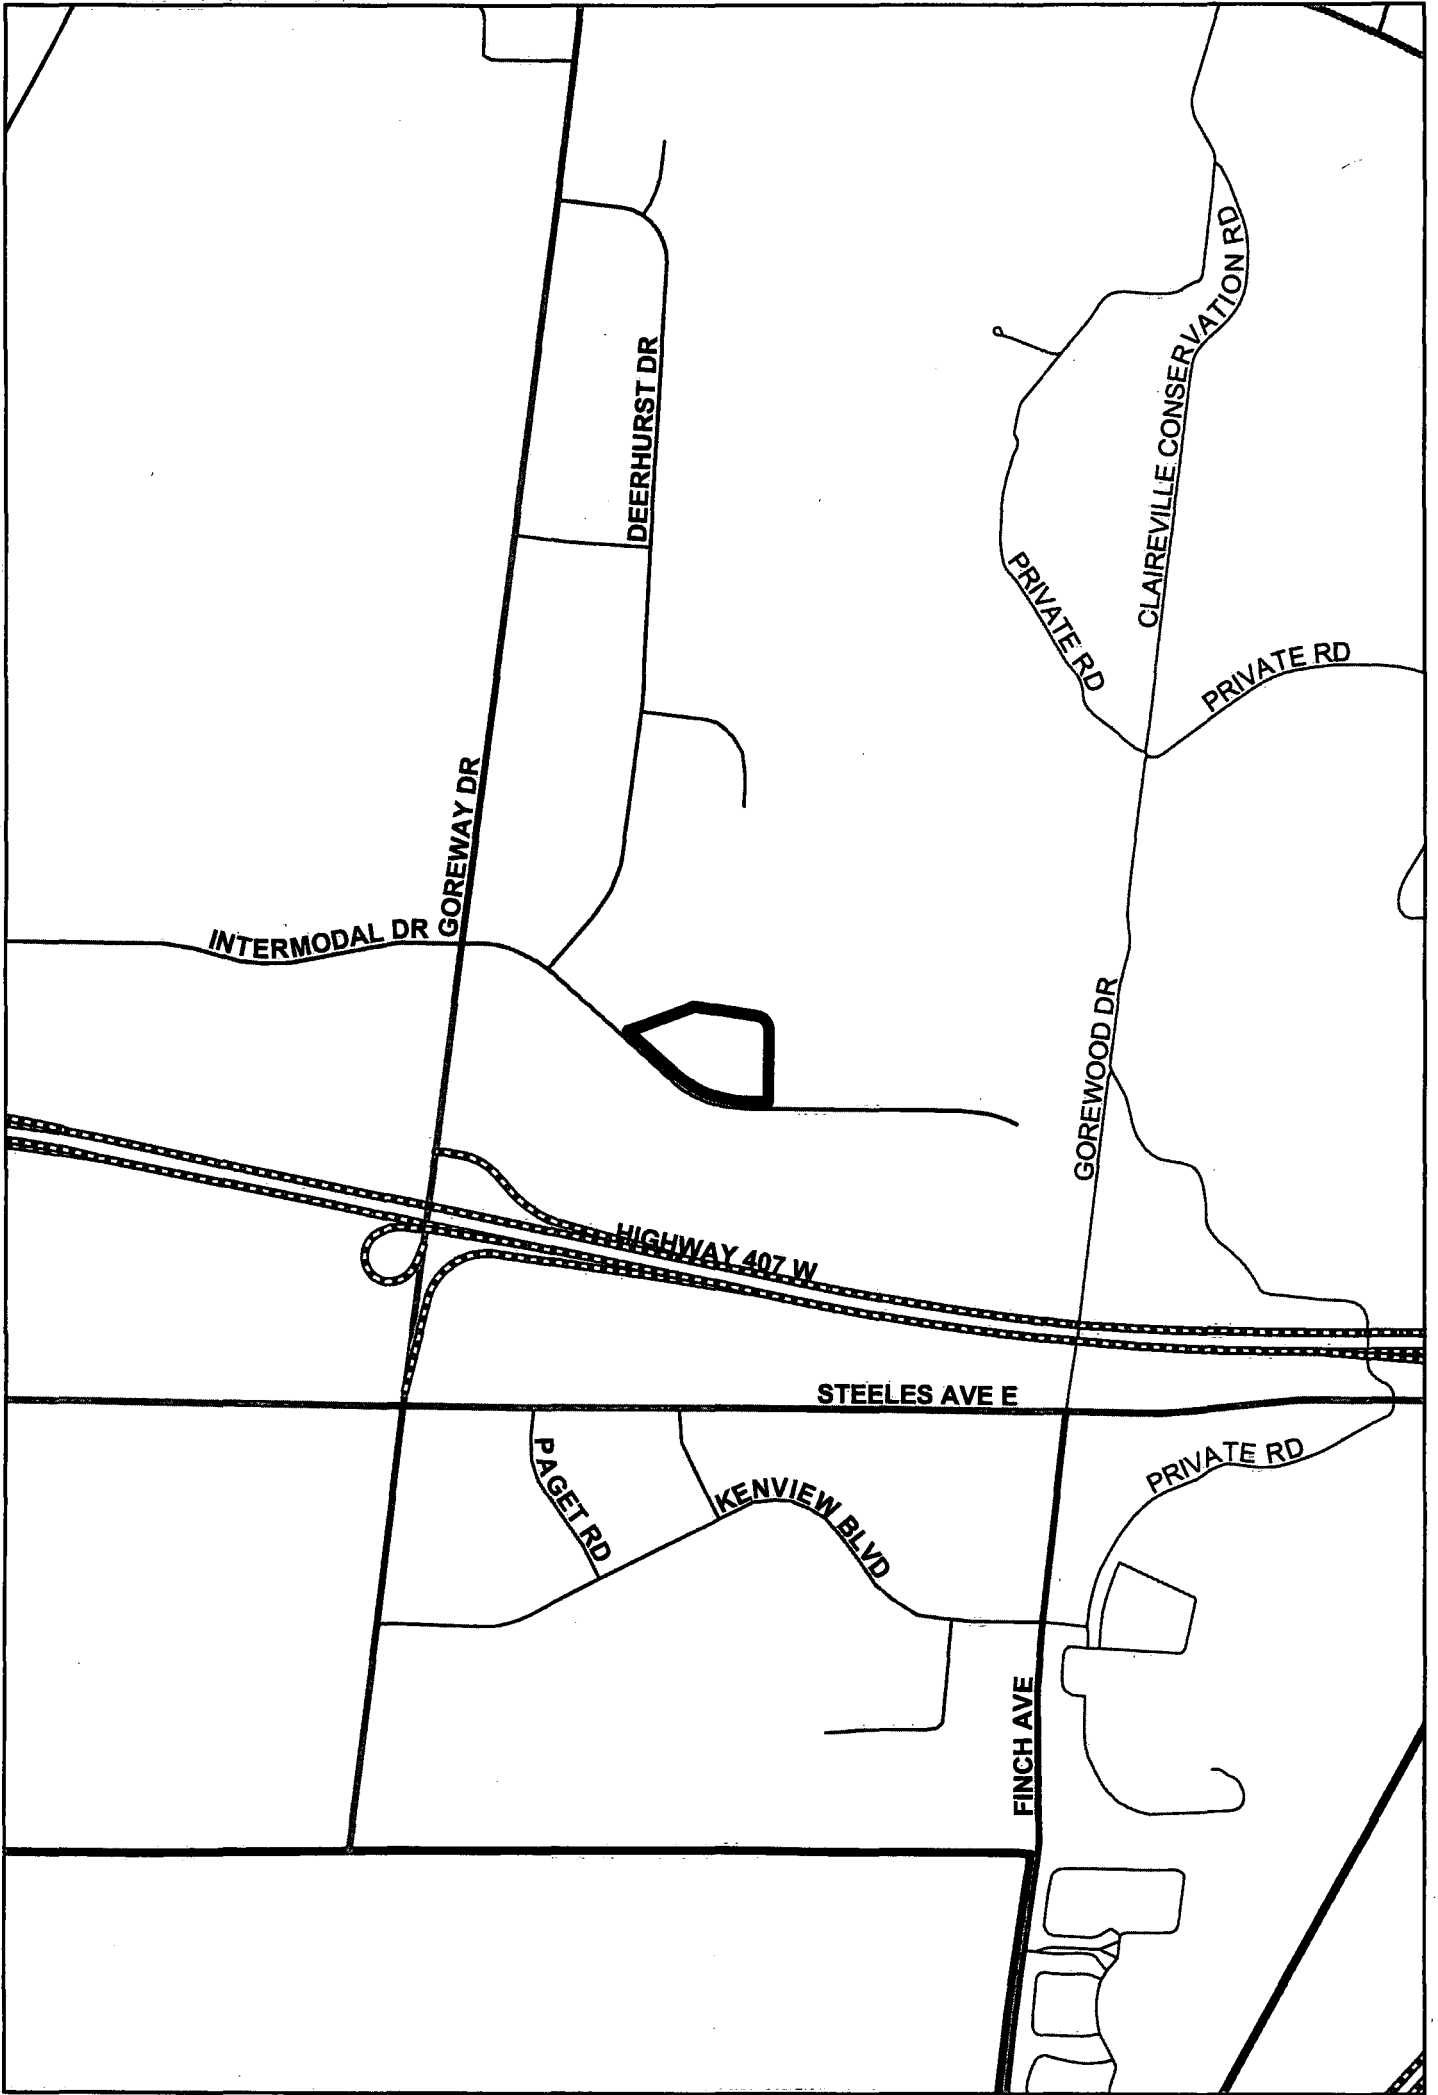 CLAIREVILLE CONSERVATION RD
DEERHURST DR
PRIVATE RD
PRIVATE RD
GOREWAY DR
INTERMODAL DR
GOREWOOD DR
HIGHWAY 407 W
STEELES AVE E
PAGET RD
KENVIEW BLVD
PRIVATE RD
FINCH AVE